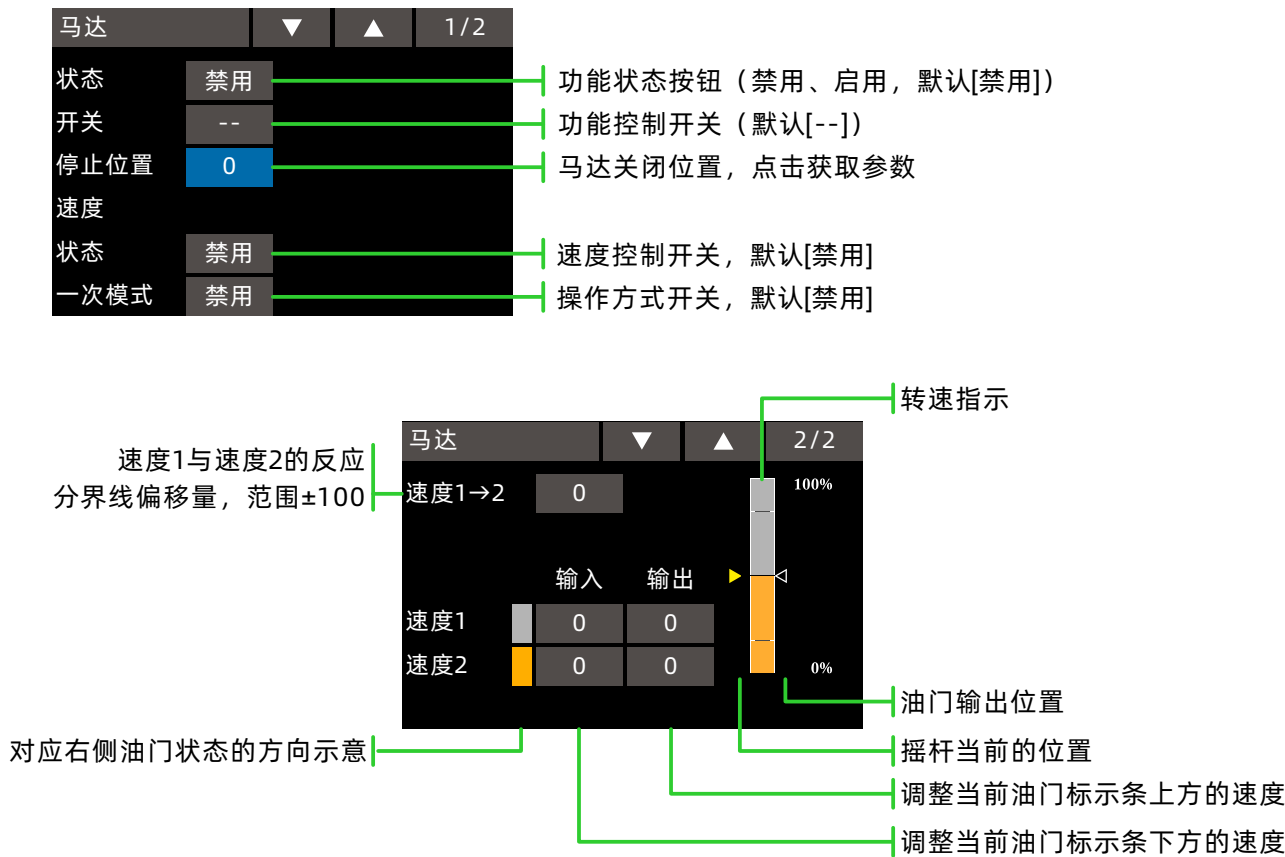 马达 ▼ ▲ 1/2
状态 禁用 功能状态按钮（禁用、启用，默认[禁用]）
开关 -- 功能控制开关（默认[--]）
停止位置 0 马达关闭位置，点击获取参数
速度
状态 禁用 速度控制开关，默认[禁用]
一次模式 禁用 操作方式开关，默认[禁用]
转速指示
马达 ▼ ▲ 2/2
速度1与速度2的反应
分界线偏移量，范围±100
速度1→2 0 100%
输入 输出
速度1 0 0
速度2 0 0 0%
油门输出位置
对应右侧油门状态的方向示意
摇杆当前的位置
调整当前油门标示条上方的速度
调整当前油门标示条下方的速度